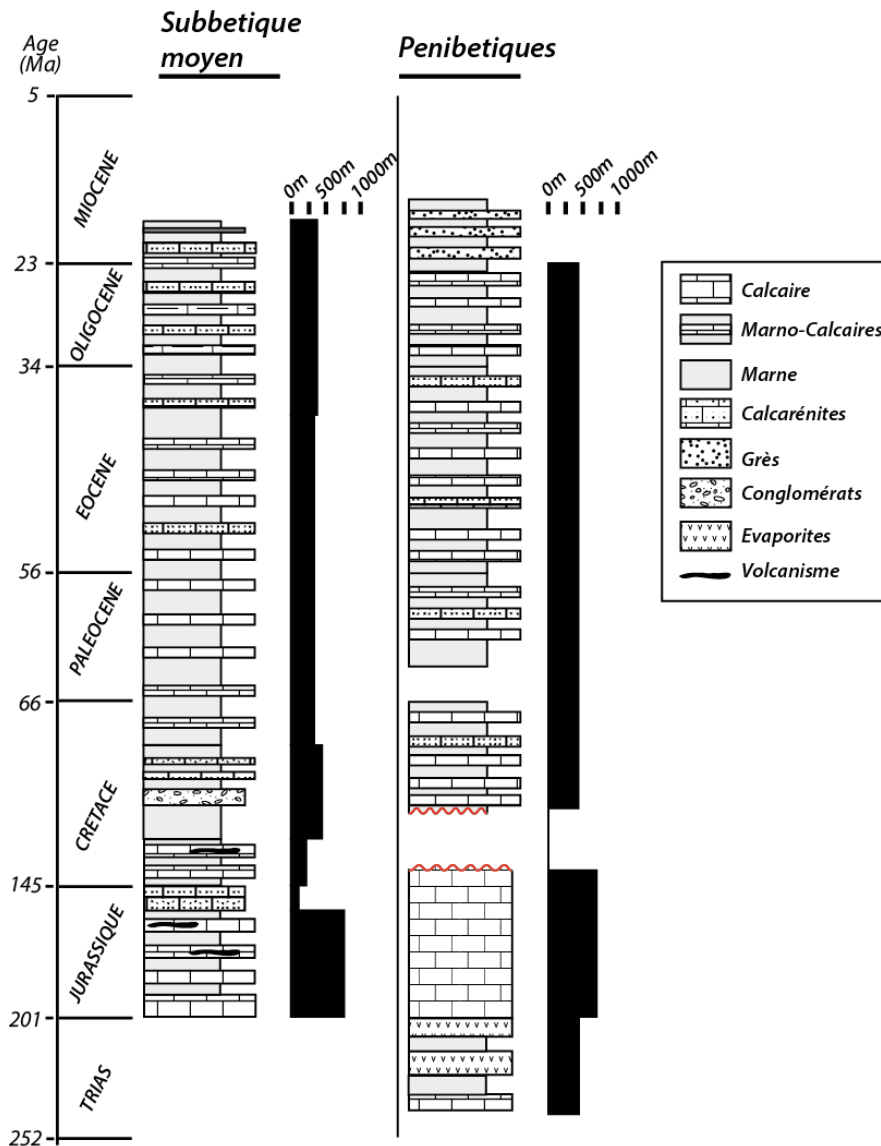 Age
(Ma)
Subbetique
moyen
Penibetiques
5
MIOCENE
23
OLIGOCENE
34
EOCENE
56
PALEOCENE
66
CRETACE
145
JURASSIQUE
201
TRIAS
252
0m
500m
1000m
0m
500m
1000m
Calcaire
Marno-Calcaires
Marne
Calcarénites
Grès
Conglomérats
Evaporites
Volcanisme